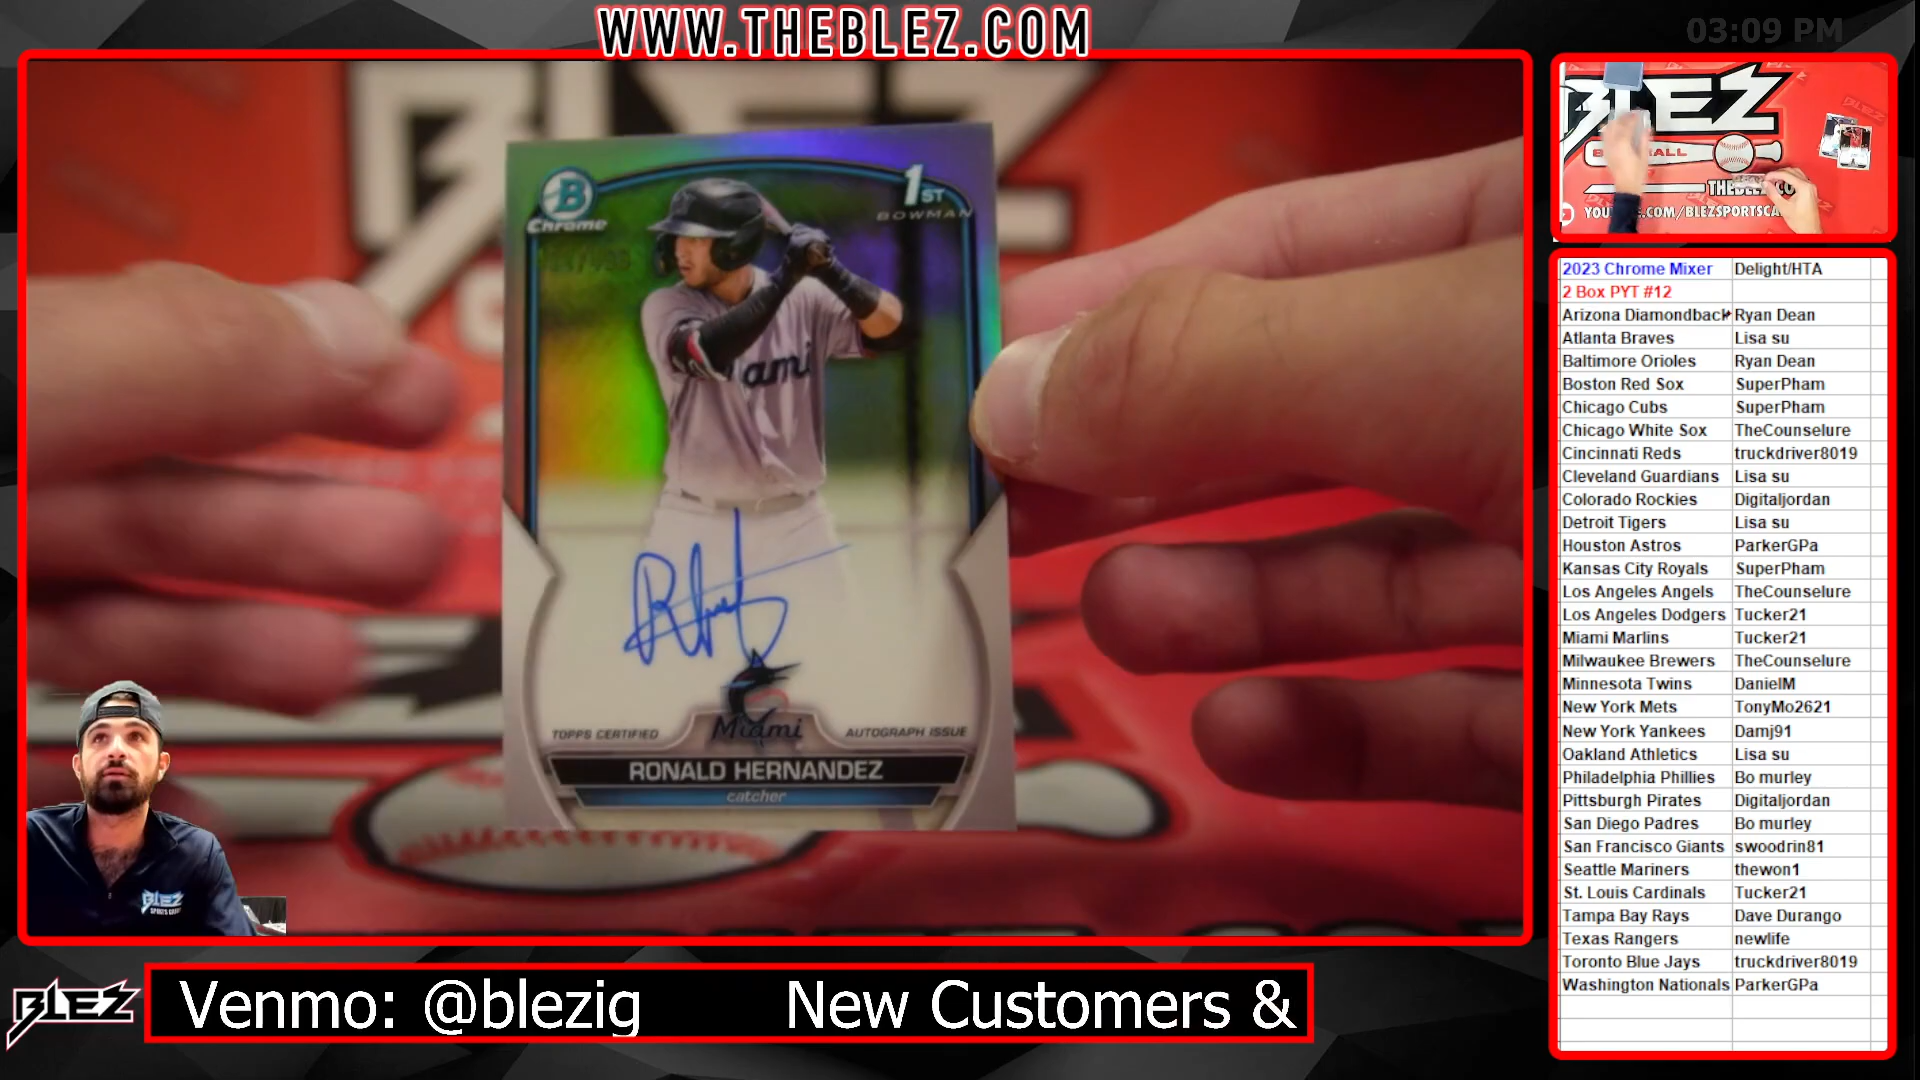 WWW.THEBLEZ.COM
03:09 PM
B
Chrome
1ST
BOWMAN
ami
TOPPS CERTIFIED
Miami
AUTOGRAPH ISSUE
RONALD HERNANDEZ
catcher
BLEZ
SPORTS CARDS
BLEZ
THEBLEZ.CO
2023 Chrome Mixer Delight/HTA
2 Box PYT #12
Arizona Diamondback Ryan Dean
Atlanta Braves Lisa su
Baltimore Orioles Ryan Dean
Boston Red Sox SuperPham
Chicago Cubs SuperPham
Chicago White Sox TheCounselure
Cincinnati Reds truckdriver8019
Cleveland Guardians Lisa su
Colorado Rockies Digitaljordan
Detroit Tigers Lisa su
Houston Astros ParkerGPa
Kansas City Royals SuperPham
Los Angeles Angels TheCounselure
Los Angeles Dodgers Tucker21
Miami Marlins Tucker21
Milwaukee Brewers TheCounselure
Minnesota Twins DanielM
New York Mets TonyMo2621
New York Yankees Damj91
Oakland Athletics Lisa su
Philadelphia Phillies Bo murley
Pittsburgh Pirates Digitaljordan
San Diego Padres Bo murley
San Francisco Giants swoodrin81
Seattle Mariners thewon1
St. Louis Cardinals Tucker21
Tampa Bay Rays Dave Durango
Texas Rangers newlife
Toronto Blue Jays truckdriver8019
Washington Nationals ParkerGPa
BLEZ
Venmo: @blezig New Customers &